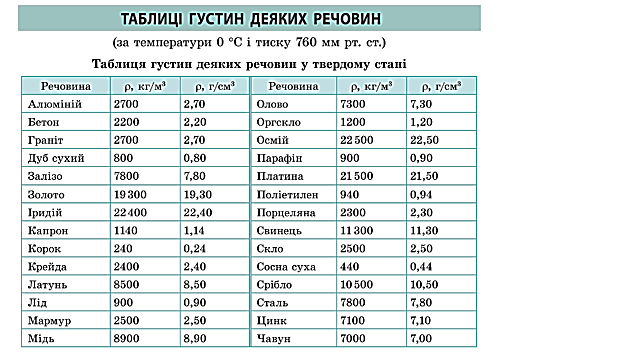 ТАБЛИЦІ ГУСТИН ДЕЯКИХ РЕЧОВИН
(за температури 0 °С і тиску 760 мм рт. ст.)
Таблиця густин деяких речовин у твердому стані
Речовина ρ, кг/м³ ρ, г/см³ Речовина ρ, кг/м³ ρ, г/см³
Алюміній 2700 2,70 Олово 7300 7,30
Бетон 2200 2,20 Оргскло 1200 1,20
Граніт 2700 2,70 Осмій 22 500 22,50
Дуб сухий 800 0,80 Парафін 900 0,90
Залізо 7800 7,80 Платина 21 500 21,50
Золото 19 300 19,30 Поліетилен 940 0,94
Іридій 22 400 22,40 Порцеляна 2300 2,30
Капрон 1140 1,14 Свинець 11 300 11,30
Корок 240 0,24 Скло 2500 2,50
Крейда 2400 2,40 Сосна суха 440 0,44
Латунь 8500 8,50 Срібло 10 500 10,50
Лід 900 0,90 Сталь 7800 7,80
Мармур 2500 2,50 Цинк 7100 7,10
Мідь 8900 8,90 Чавун 7000 7,00